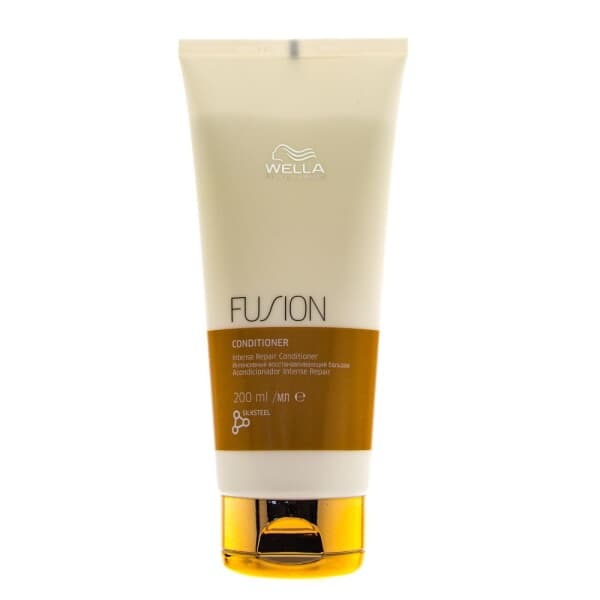 WELLA
FUSION
CONDITIONER
Intense Repair Conditioner
Интенсивный восстанавливающий бальзам
Acondicionador Intense Repair
200 ml /МЛ ℮
SILKSTEEL